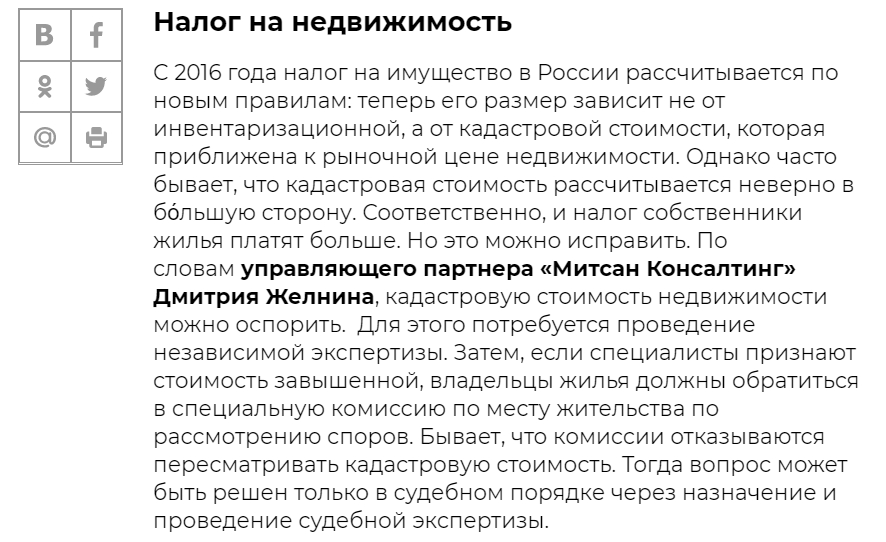 Налог на недвижимость
С 2016 года налог на имущество в России рассчитывается по
новым правилам: теперь его размер зависит не от
инвентаризационной, а от кадастровой стоимости, которая
приближена к рыночной цене недвижимости. Однако часто
бывает, что кадастровая стоимость рассчитывается неверно в
бо́льшую сторону. Соответственно, и налог собственники
жилья платят больше. Но это можно исправить. По
словам управляющего партнера «Митсан Консалтинг»
Дмитрия Желнина, кадастровую стоимость недвижимости
можно оспорить.  Для этого потребуется проведение
независимой экспертизы. Затем, если специалисты признают
стоимость завышенной, владельцы жилья должны обратиться
в специальную комиссию по месту жительства по
рассмотрению споров. Бывает, что комиссии отказываются
пересматривать кадастровую стоимость. Тогда вопрос может
быть решен только в судебном порядке через назначение и
проведение судебной экспертизы.